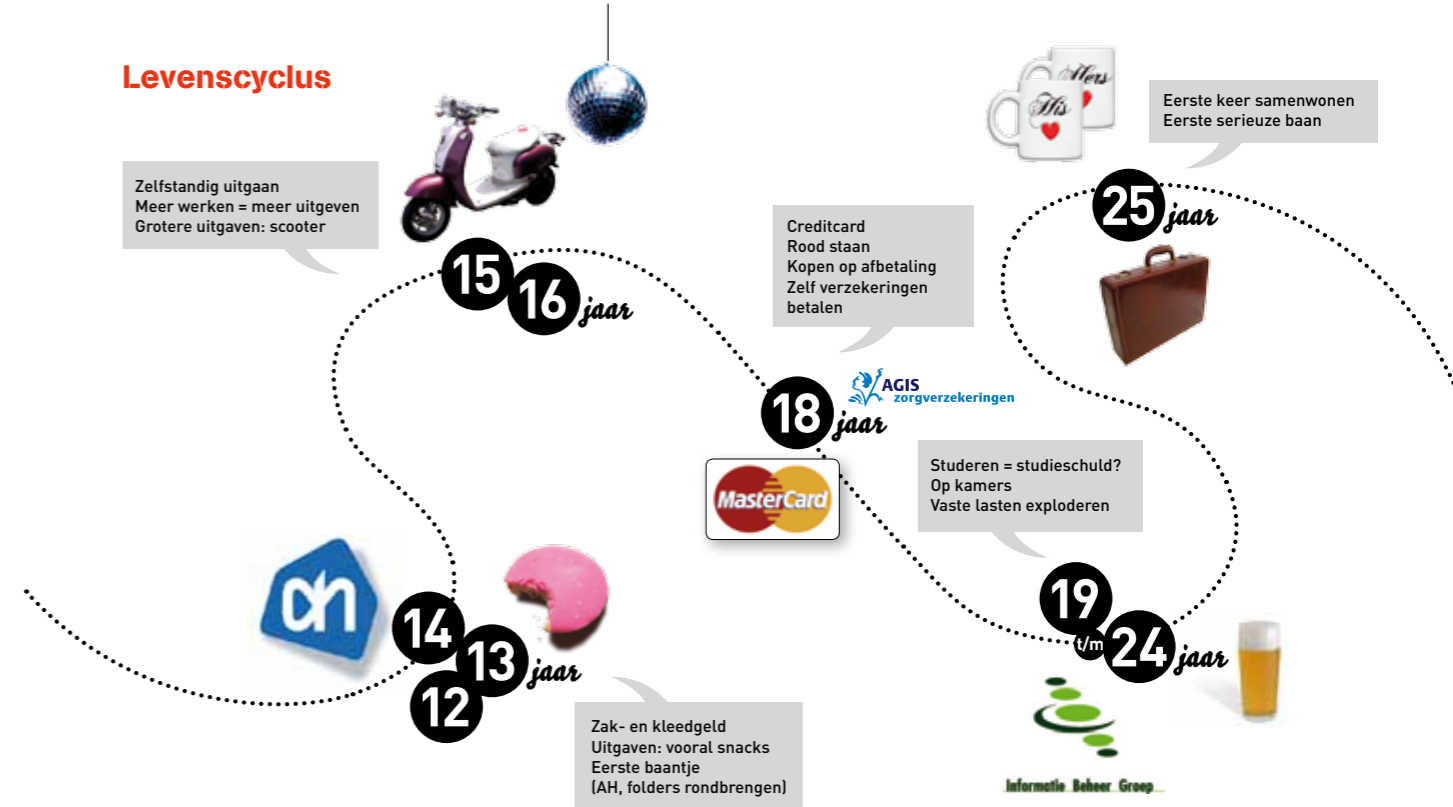 Levenscyclus
Zelfstandig uitgaan
Meer werken = meer uitgeven
Grotere uitgaven: scooter
15
16 jaar
14
13 jaar
12
Zak- en kleedgeld
Uitgaven: vooral snacks
Eerste baantje
(AH, folders rondbrengen)
ah
Creditcard
Rood staan
Kopen op afbetaling
Zelf verzekeringen
betalen
18 jaar
AGIS
zorgverzekeringen
MasterCard
Studeren = studieschuld?
Op kamers
Vaste lasten exploderen
19
t/m
24 jaar
Informatie Beheer Groep
His
Hers
Eerste keer samenwonen
Eerste serieuze baan
25 jaar